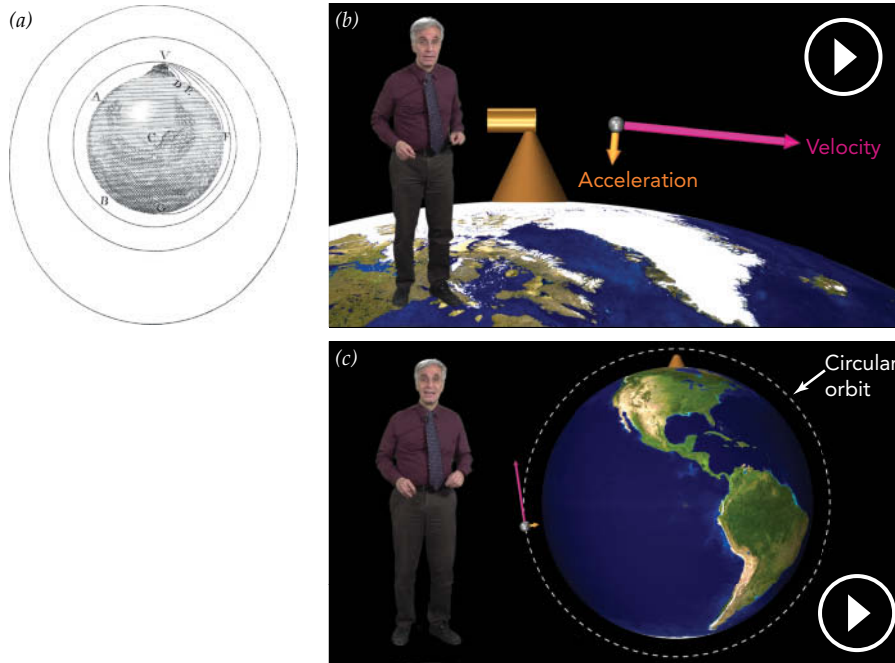 (a)
V
D E
A
C
F
B
G
(b)
Velocity
Acceleration
(c)
Circular
orbit